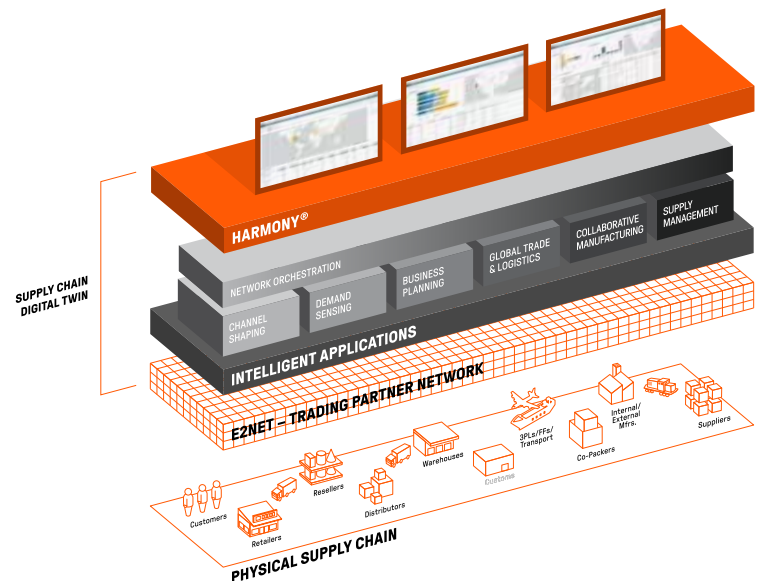 HARMONY®
SUPPLY CHAIN
DIGITAL TWIN
NETWORK ORCHESTRATION
CHANNEL
SHAPING
DEMAND
SENSING
BUSINESS
PLANNING
GLOBAL TRADE
& LOGISTICS
COLLABORATIVE
MANUFACTURING
SUPPLY
MANAGEMENT
INTELLIGENT APPLICATIONS
E2NET – TRADING PARTNER NETWORK
Customers
Retailers
Resellers
Distributors
Warehouses
Customs
3PLs/FFs/
Transport
Co-Packers
Internal/
External
Mfrs.
Suppliers
PHYSICAL SUPPLY CHAIN